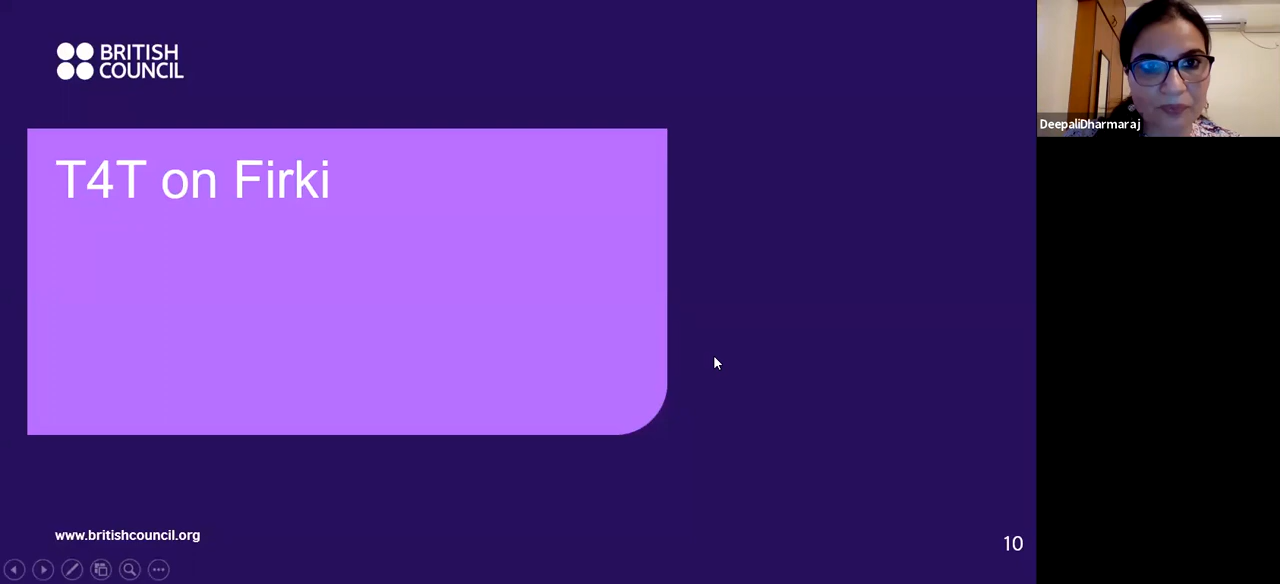 BRITISH
COUNCIL
T4T on Firki
www.britishcouncil.org
10
DeepaliDharmaraj